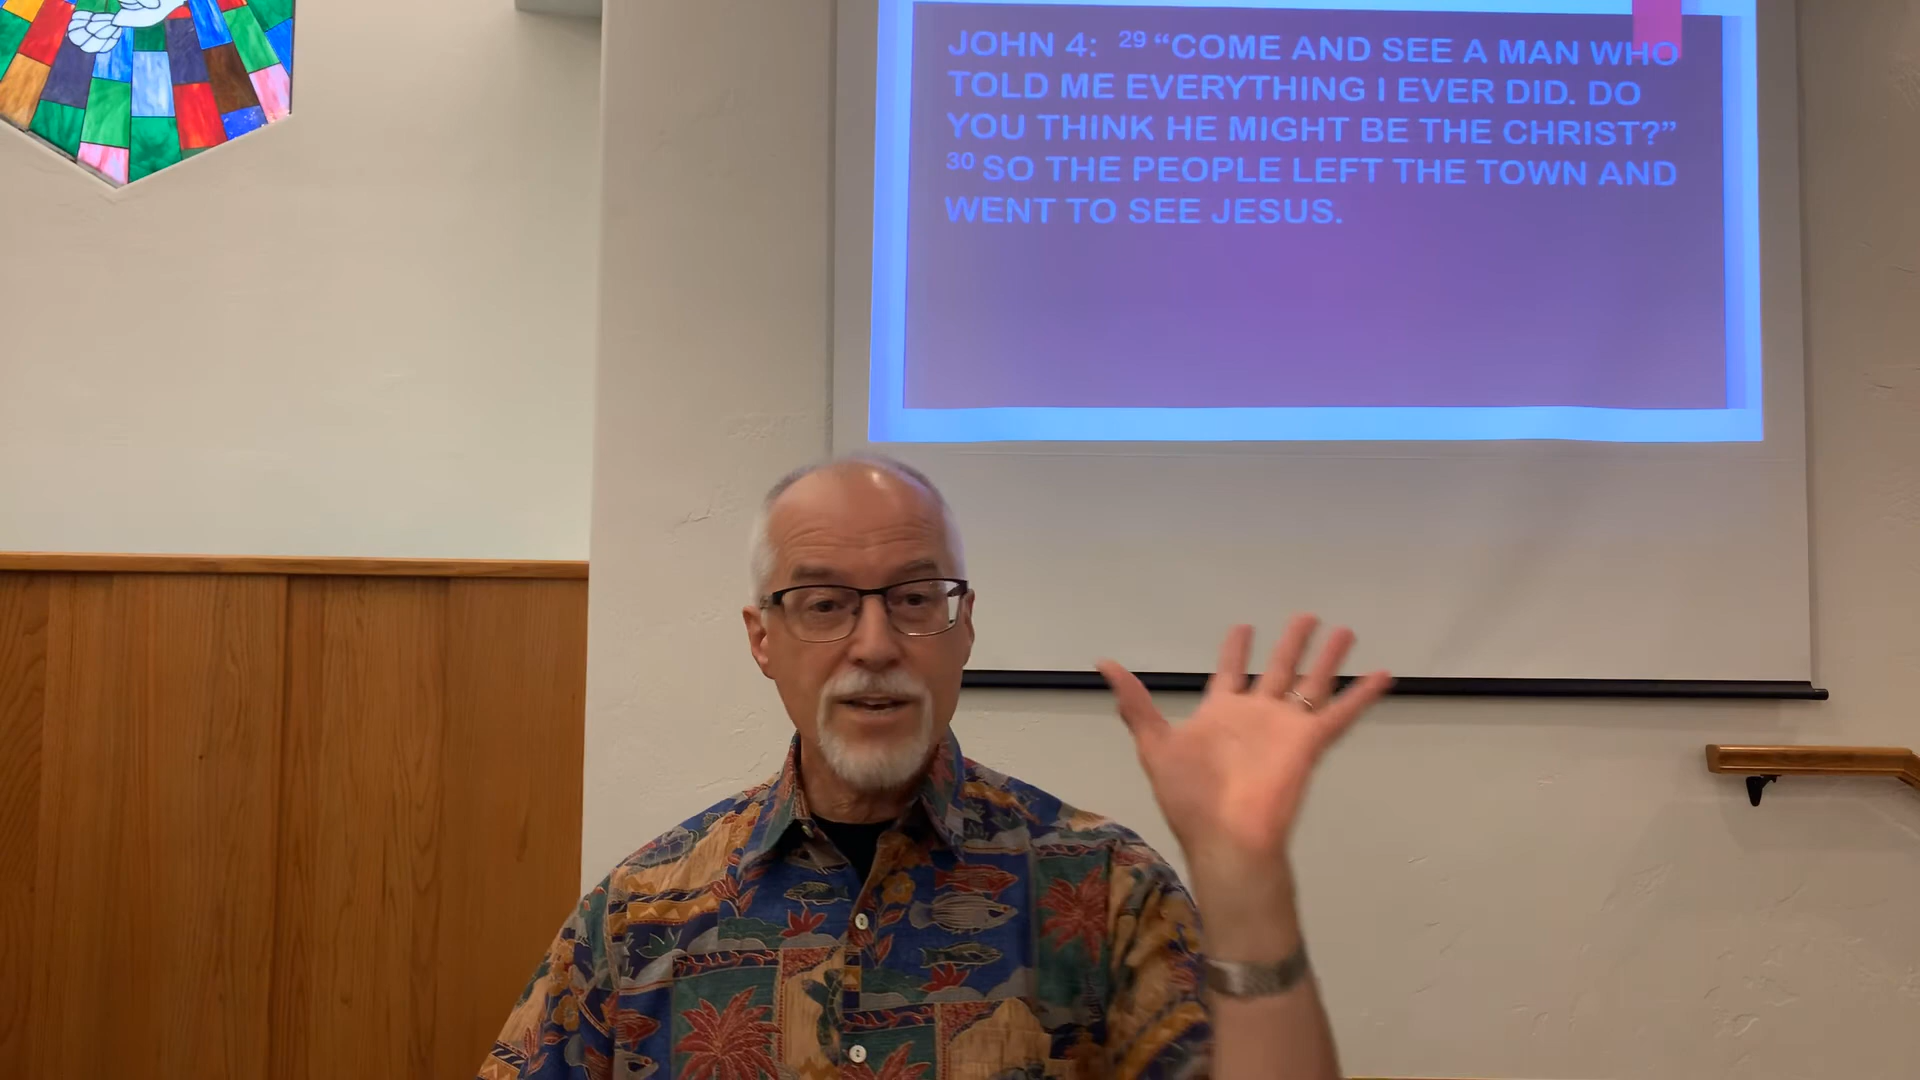 JOHN 4: ²⁹ “COME AND SEE A MAN WHO
TOLD ME EVERYTHING I EVER DID. DO
YOU THINK HE MIGHT BE THE CHRIST?”
³⁰ SO THE PEOPLE LEFT THE TOWN AND
WENT TO SEE JESUS.